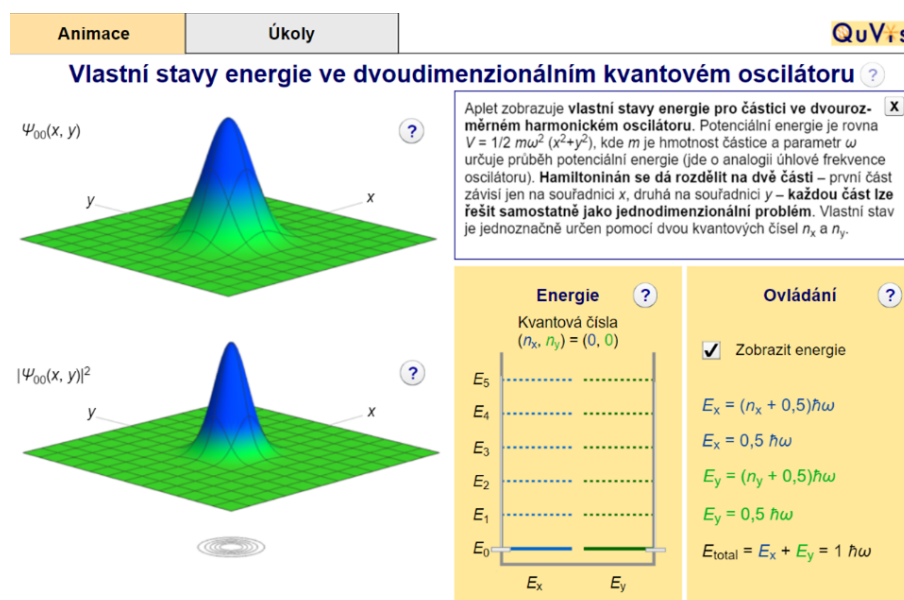 Animace
Úkoly
QuVis
Vlastní stavy energie ve dvoudimenzionálním kvantovém oscilátoru ?
Ψ00(x, y)
?
y
x
|Ψ00(x, y)|²
?
y
x
Aplet zobrazuje vlastní stavy energie pro částici ve dvouroz-
X
měrném harmonickém oscilátoru. Potenciální energie je rovna
V = 1/2 mω² (x²+y²), kde m je hmotnost částice a parametr ω
určuje průběh potenciální energie (jde o analogii úhlové frekvence
oscilátoru). Hamiltoninán se dá rozdělit na dvě části – první část
závisí jen na souřadnici x, druhá na souřadnici y – každou část lze
řešit samostatně jako jednodimenzionální problém. Vlastní stav
je jednoznačně určen pomocí dvou kvantových čísel nx a ny.
Energie ?
Kvantová čísla
(nx, ny) = (0, 0)
E5
E4
E3
E2
E1
E0
Ex
Ey
Ovládání ?
✓ Zobrazit energie
Ex = (nx + 0,5)ℏω
Ex = 0,5 ℏω
Ey = (ny + 0,5)ℏω
Ey = 0,5 ℏω
Etotal = Ex + Ey = 1 ℏω